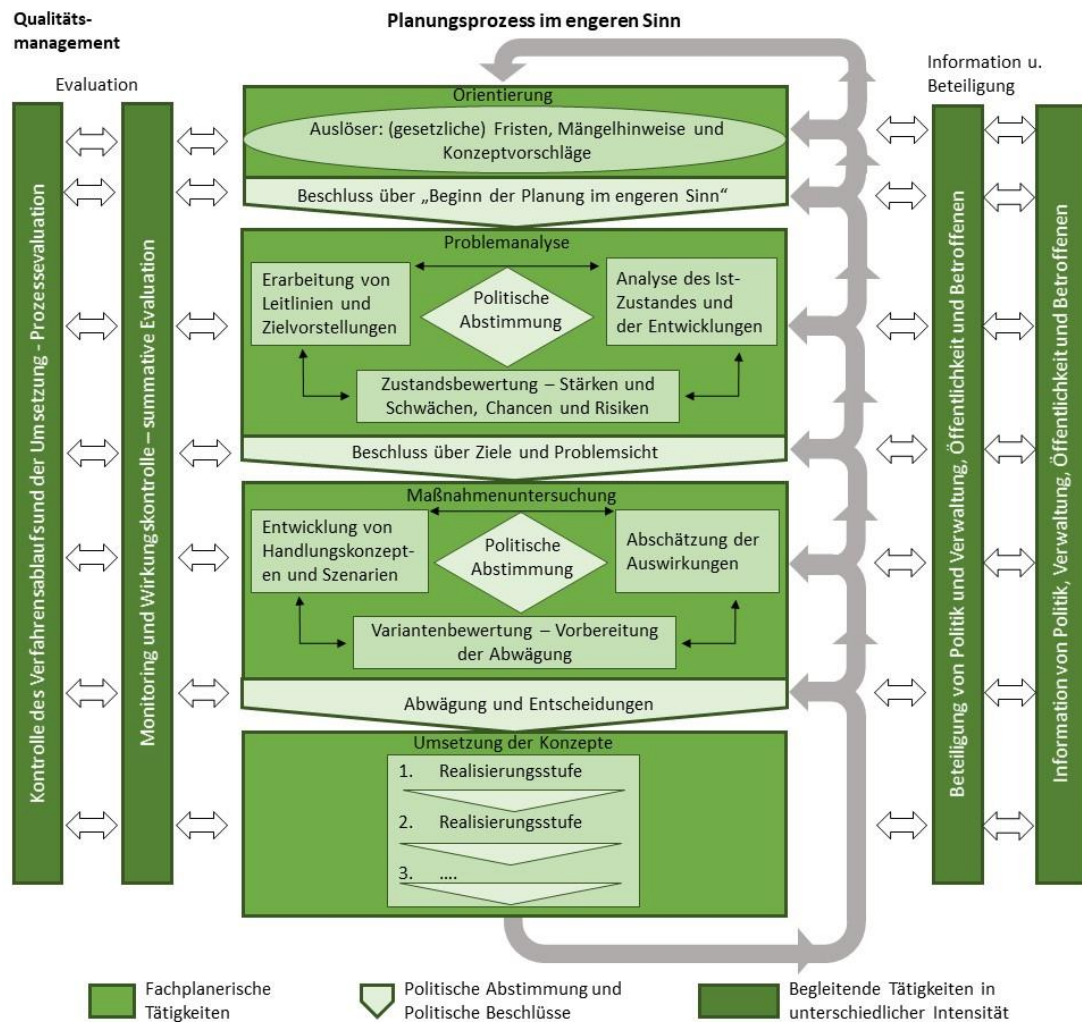 Qualitäts-
management
Planungsprozess im engeren Sinn
Evaluation
Information u.
Beteiligung
Kontrolle des Verfahrensablaufsund der Umsetzung - Prozessevaluation
Monitoring und Wirkungskontrolle – summative Evaluation
Orientierung
Auslöser: (gesetzliche) Fristen, Mängelhinweise und
Konzeptvorschläge
Beschluss über „Beginn der Planung im engeren Sinn“
Problemanalyse
Erarbeitung von
Leitlinien und
Zielvorstellungen
Politische
Abstimmung
Analyse des Ist-
Zustandes und
der Entwicklungen
Zustandsbewertung – Stärken und
Schwächen, Chancen und Risiken
Beschluss über Ziele und Problemsicht
Maßnahmenuntersuchung
Entwicklung von
Handlungskonzept-
en und Szenarien
Politische
Abstimmung
Abschätzung der
Auswirkungen
Variantenbewertung – Vorbereitung
der Abwägung
Abwägung und Entscheidungen
Umsetzung der Konzepte
1. Realisierungsstufe
2. Realisierungsstufe
3. ....
Beteiligung von Politik und Verwaltung, Öffentlichkeit und Betroffenen
Information von Politik, Verwaltung, Öffentlichkeit und Betroffenen
Fachplanerische
Tätigkeiten
Politische Abstimmung und
Politische Beschlüsse
Begleitende Tätigkeiten in
unterschiedlicher Intensität